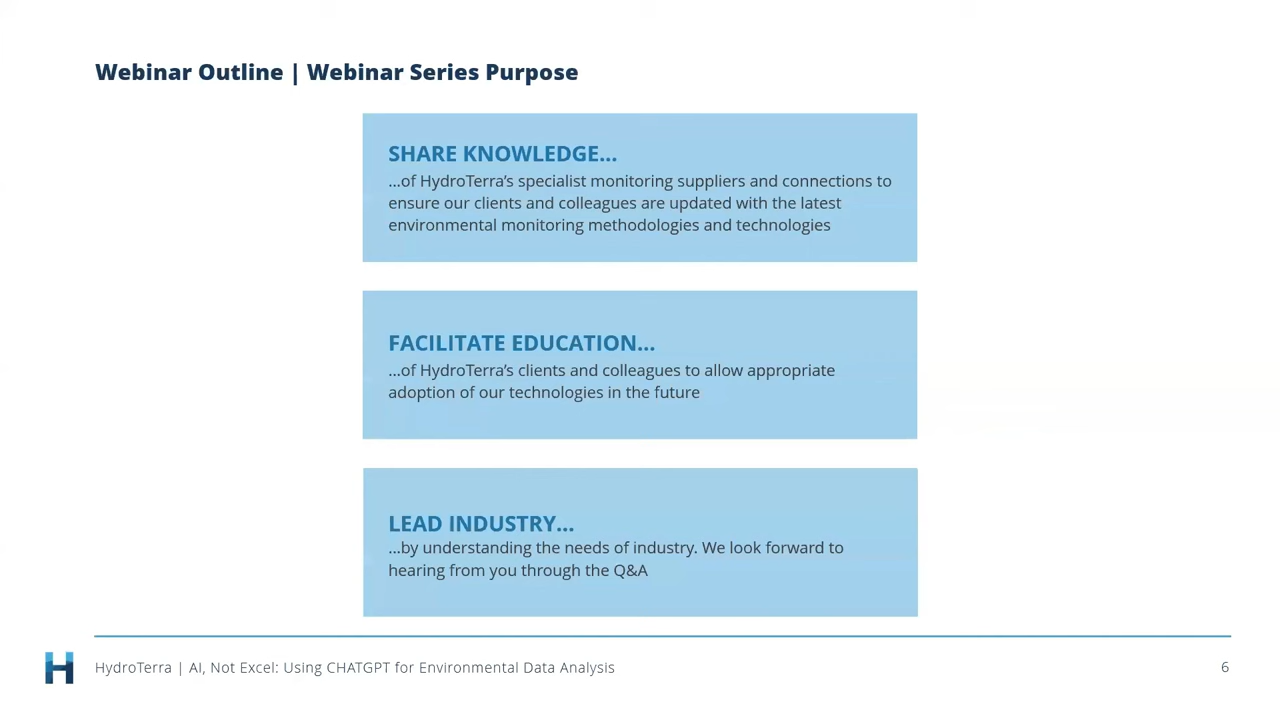 Webinar Outline | Webinar Series Purpose
SHARE KNOWLEDGE...
...of HydroTerra’s specialist monitoring suppliers and connections to
ensure our clients and colleagues are updated with the latest
environmental monitoring methodologies and technologies
FACILITATE EDUCATION...
...of HydroTerra’s clients and colleagues to allow appropriate
adoption of our technologies in the future
LEAD INDUSTRY...
...by understanding the needs of industry. We look forward to
hearing from you through the Q&A
HydroTerra | AI, Not Excel: Using CHATGPT for Environmental Data Analysis
6